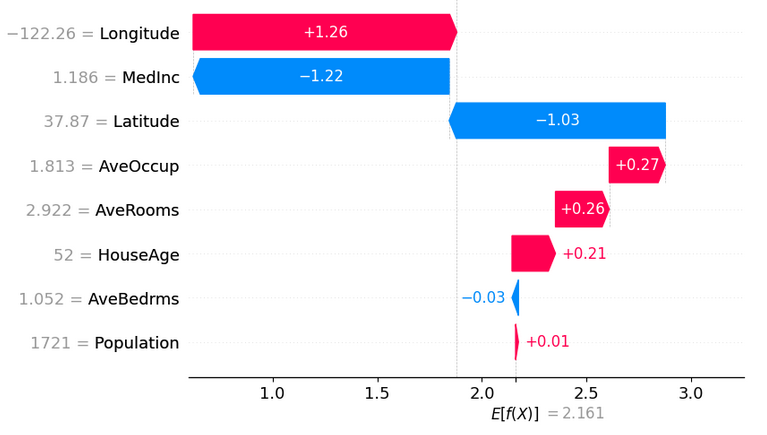 −122.26 = Longitude +1.26
1.186 = MedInc −1.22
37.87 = Latitude −1.03
1.813 = AveOccup +0.27
2.922 = AveRooms +0.26
52 = HouseAge +0.21
1.052 = AveBedrms −0.03
1721 = Population +0.01
1.0 1.5 2.0 2.5 3.0
E[f(X)] = 2.161